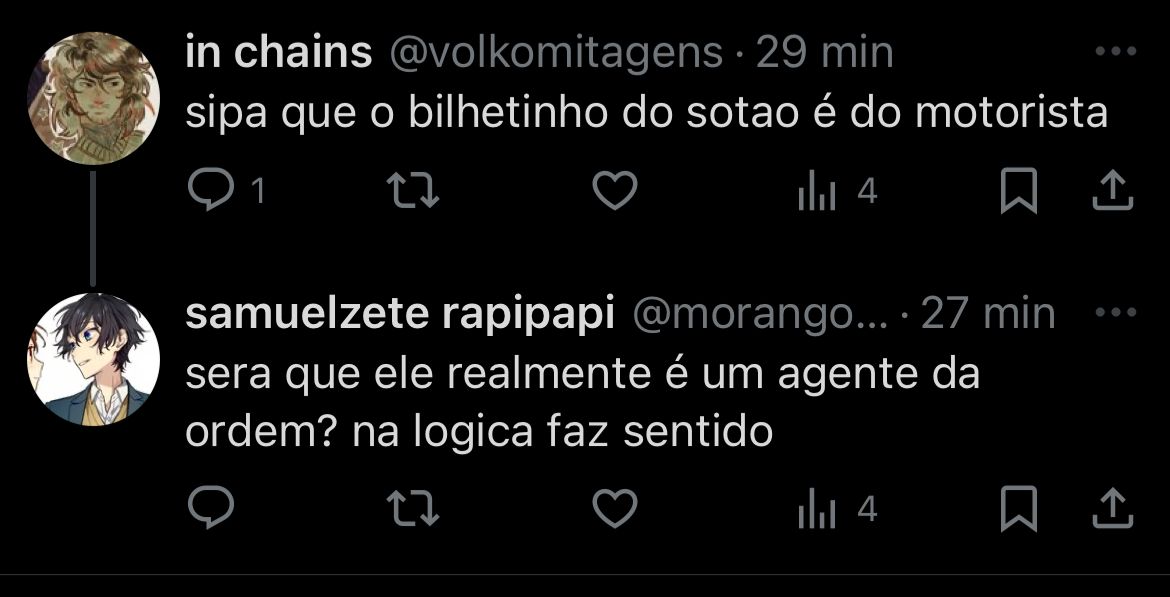 in chains @volkomitagens · 29 min
sipa que o bilhetinho do sotao é do motorista
1 4
samuelzete rapipapi @morango... · 27 min
sera que ele realmente é um agente da
ordem? na logica faz sentido
4